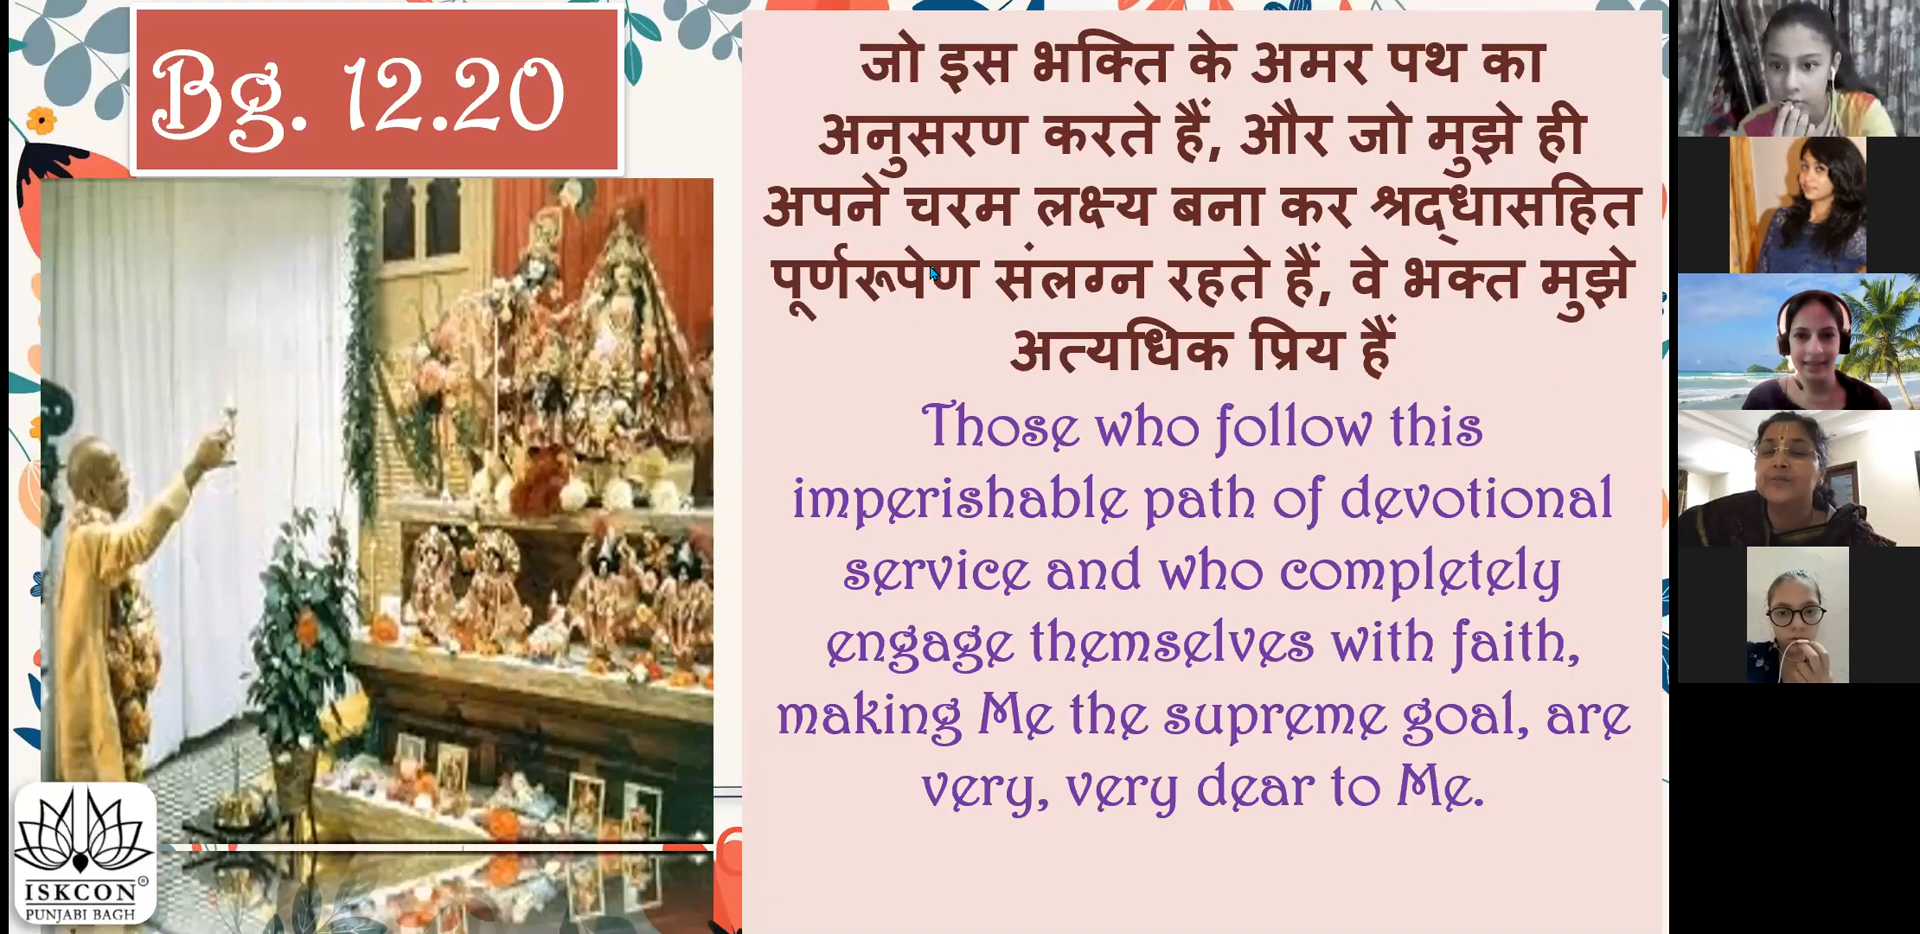 Bg. 12.20
जो इस भक्ति के अमर पथ का
अनुसरण करते हैं, और जो मुझे ही
अपने चरम लक्ष्य बना कर श्रद्धासहित
पूर्णरूपेण संलग्न रहते हैं, वे भक्त मुझे
अत्यधिक प्रिय हैं
Those who follow this
imperishable path of devotional
service and who completely
engage themselves with faith,
making Me the supreme goal, are
very, very dear to Me.
ISKCON®
PUNJABI BAGH